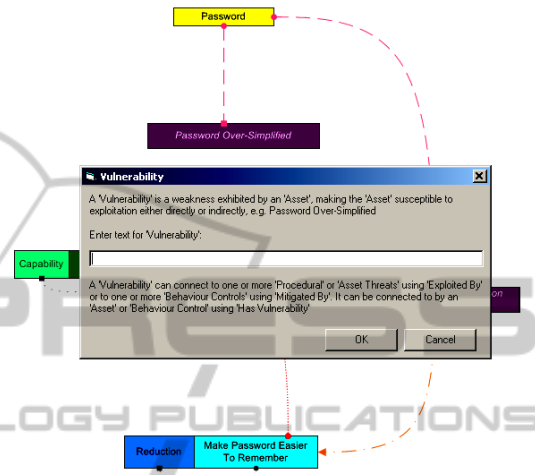 Password
Password Over-Simplified
Vulnerability
A 'Vulnerability' is a weakness exhibited by an 'Asset', making the 'Asset' susceptible to
exploitation either directly or indirectly, e.g. Password Over-Simplified
Enter text for 'Vulnerability':
Capability
A 'Vulnerability' can connect to one or more 'Procedural' or 'Asset Threats' using 'Exploited By'
or to one or more 'Behaviour Controls' using 'Mitigated By'. It can be connected to by an
'Asset' or 'Behaviour Control' using 'Has Vulnerability'
on
OK Cancel
PRESS
LOGY PUBLICATIONS
Reduction
Make Password Easier
To Remember